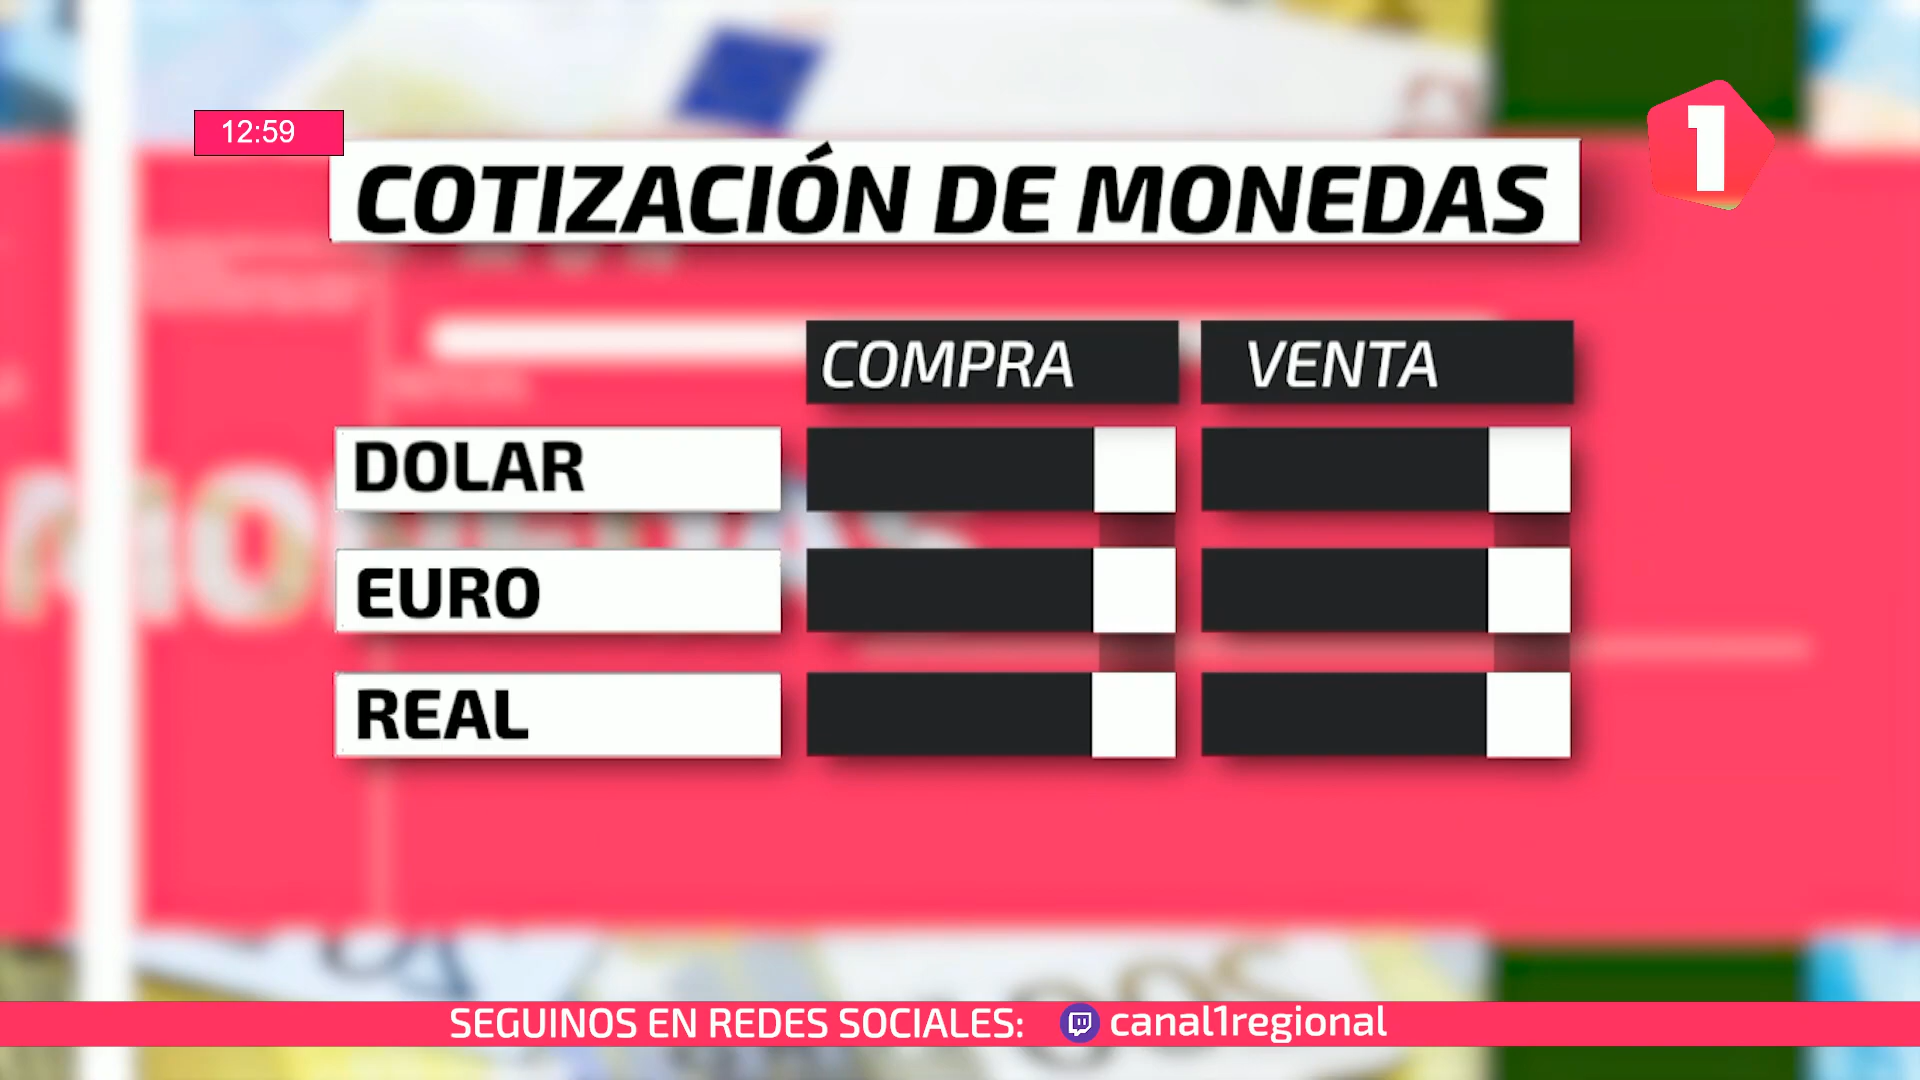 12:59
1
COTIZACIÓN DE MONEDAS
COMPRA VENTA
DOLAR
EURO
REAL
SEGUINOS EN REDES SOCIALES: canal1regional